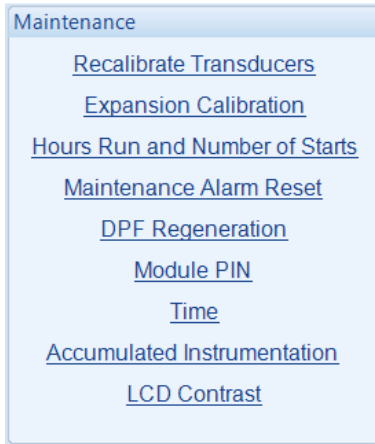 Maintenance
Recalibrate Transducers
Expansion Calibration
Hours Run and Number of Starts
Maintenance Alarm Reset
DPF Regeneration
Module PIN
Time
Accumulated Instrumentation
LCD Contrast